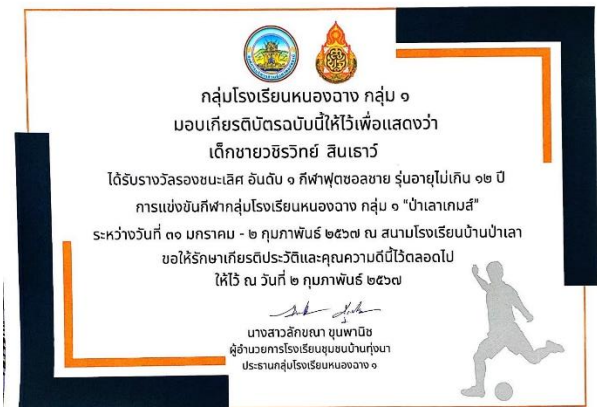 กลุ่มโรงเรียนหนองฉาง กลุ่ม ๑
มอบเกียรติบัตรฉบับนี้ให้ไว้เพื่อแสดงว่า
เด็กชายวชิรวิทย์ สินเธาว์
ได้รับรางวัลรองชนะเลิศ อันดับ ๑ กีฬาฟุตซอลชาย รุ่นอายุไม่เกิน ๑๒ ปี
การแข่งขันกีฬากลุ่มโรงเรียนหนองฉาง กลุ่ม ๑ "ป่าเลาเกมส์"
ระหว่างวันที่ ๓๑ มกราคม - ๒ กุมภาพันธ์ ๒๕๖๗ ณ สนามโรงเรียนบ้านป่าเลา
ขอให้รักษาเกียรติประวัติและคุณความดีนี้ไว้ตลอดไป
ให้ไว้ ณ วันที่ ๒ กุมภาพันธ์ ๒๕๖๗
นางสาวลักขณา ขุนพานิช
ผู้อำนวยการโรงเรียนชุมชนบ้านทุ่งนา
ประธานกลุ่มโรงเรียนหนองฉาง ๑